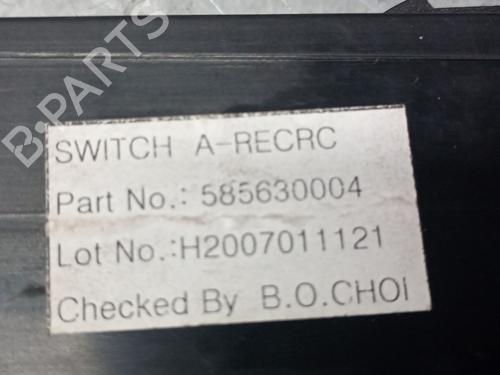 B-PARTS
SWITCH A-RECRC
Part No.: 585630004
Lot No.:H2007011121
Checked By B.O.CHOI